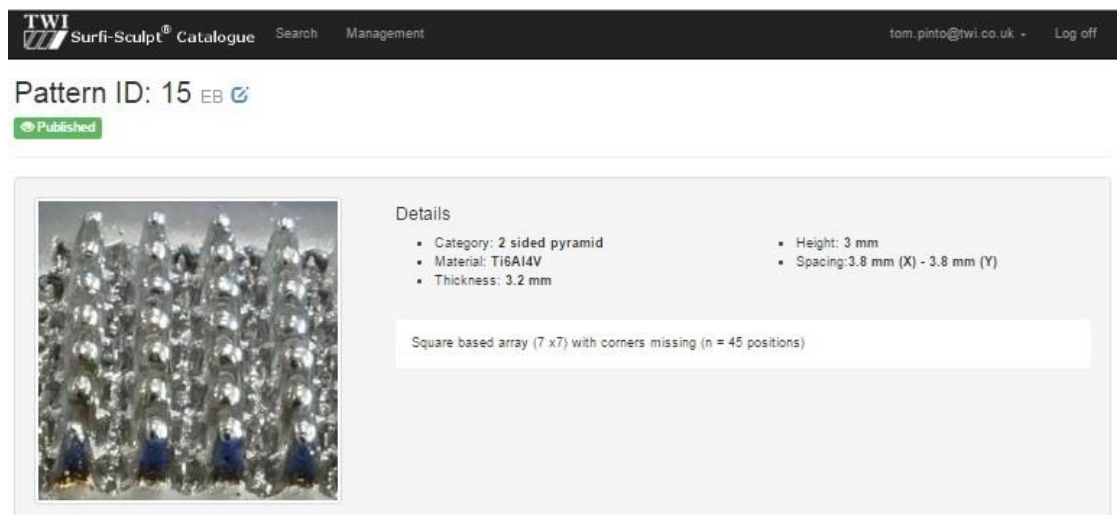 TWI
Surfi-Sculpt® Catalogue Search Management tom.pinto@twi.co.uk Log off
Pattern ID: 15 EB
Published
Details
• Category: 2 sided pyramid
• Material: Ti6Al4V
• Thickness: 3.2 mm
• Height: 3 mm
• Spacing:3.8 mm (X) - 3.8 mm (Y)
Square based array (7 x7) with corners missing (n = 45 positions)